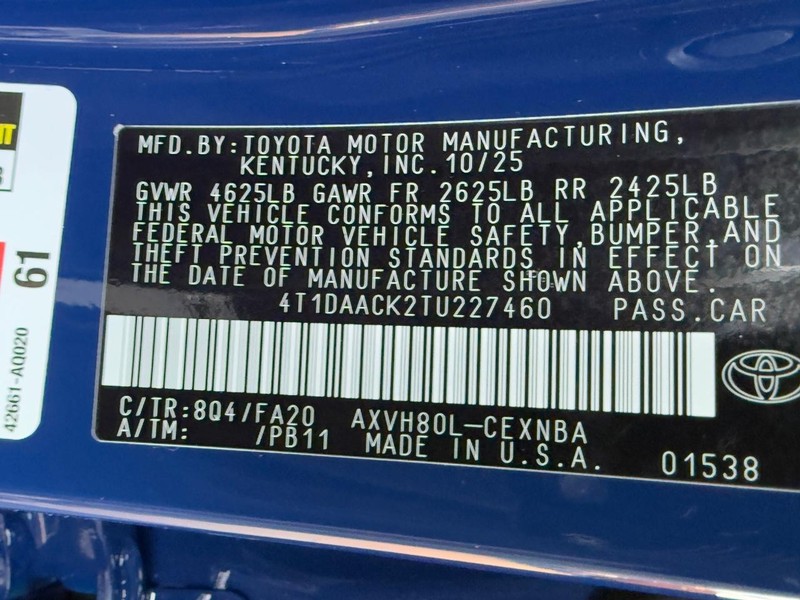 MFD.BY:TOYOTA MOTOR MANUFACTURING,
KENTUCKY,INC.10/25
GVWR 4625LB GAWR FR 2625LB RR 2425LB
THIS VEHICLE CONFORMS TO ALL APPLICABLE
FEDERAL MOTOR VEHICLE SAFETY,BUMPER,AND
THEFT PREVENTION STANDARDS IN EFFECT ON
THE DATE OF MANUFACTURE SHOWN ABOVE.
4T1DAACK2TU227460 PASS.CAR
C/TR:8Q4/FA20 AXVH80L-CEXNBA
A/TM: /PB11 MADE IN U.S.A. 01538
61
42661-AQ020